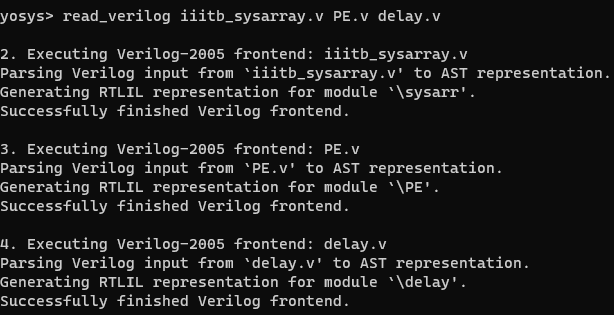 yosys> read_verilog iiitb_sysarray.v PE.v delay.v
2. Executing Verilog-2005 frontend: iiitb_sysarray.v
Parsing Verilog input from `iiitb_sysarray.v' to AST representation.
Generating RTLIL representation for module `\sysarr'.
Successfully finished Verilog frontend.
3. Executing Verilog-2005 frontend: PE.v
Parsing Verilog input from `PE.v' to AST representation.
Generating RTLIL representation for module `\PE'.
Successfully finished Verilog frontend.
4. Executing Verilog-2005 frontend: delay.v
Parsing Verilog input from `delay.v' to AST representation.
Generating RTLIL representation for module `\delay'.
Successfully finished Verilog frontend.